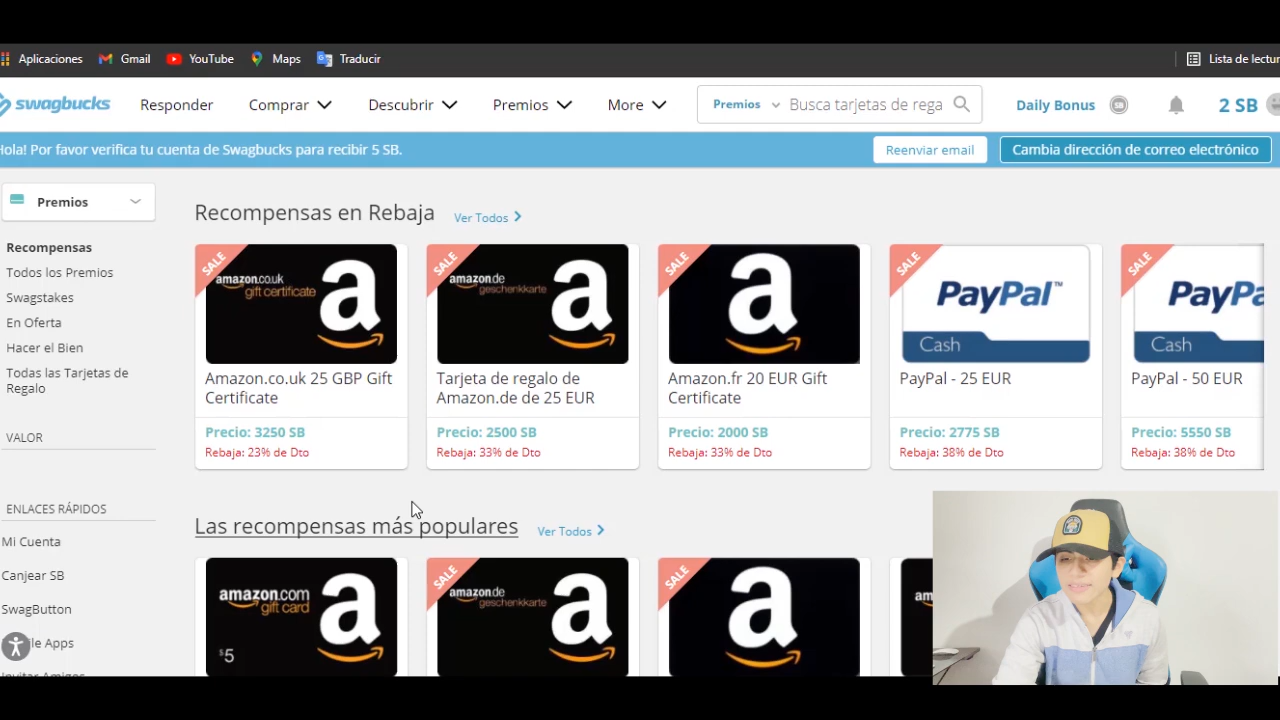 Aplicaciones
Gmail
YouTube
Maps
Traducir
Lista de lectur
swagbucks
Responder
Comprar
Descubrir
Premios
More
Premios
Busca tarjetas de rega
Daily Bonus
2 SB
Hola! Por favor verifica tu cuenta de Swagbucks para recibir 5 SB.
Reenviar email
Cambia dirección de correo electrónico
Premios
Recompensas
Todos los Premios
Swagstakes
En Oferta
Hacer el Bien
Todas las Tarjetas de
Regalo
VALOR
ENLACES RÁPIDOS
Mi Cuenta
Canjear SB
SwagButton
le Apps
Recompensas en Rebaja
Ver Todos
SALE
amazon.co.uk
gift certificate
a
Amazon.co.uk 25 GBP Gift
Certificate
Precio: 3250 SB
Rebaja: 23% de Dto
SALE
amazon.de
geschenkkarte
a
Tarjeta de regalo de
Amazon.de de 25 EUR
Precio: 2500 SB
Rebaja: 33% de Dto
SALE
a
Amazon.fr 20 EUR Gift
Certificate
Precio: 2000 SB
Rebaja: 33% de Dto
SALE
PayPal™
Cash
PayPal - 25 EUR
Precio: 2775 SB
Rebaja: 38% de Dto
SALE
PayPa
Cash
PayPal - 50 EUR
Precio: 5550 SB
Rebaja: 38% de Dto
Las recompensas más populares
Ver Todos
amazon.com
gift card
a
$5
SALE
amazon.de
geschenkkarte
a
SALE
a
am